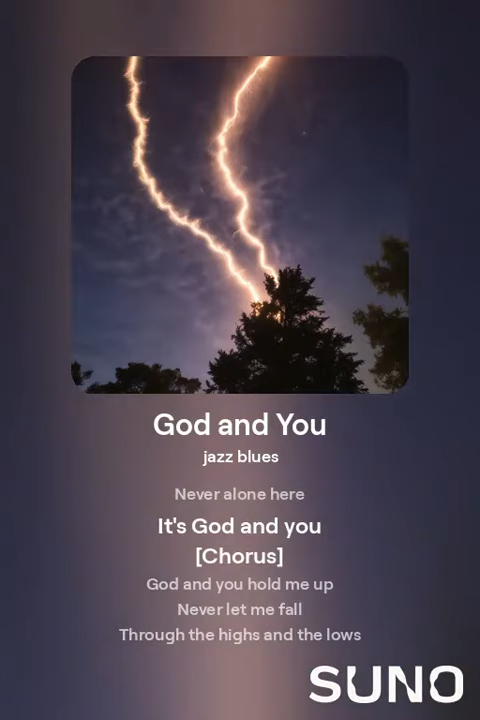 God and You
jazz blues
Never alone here
It's God and you
[Chorus]
God and you hold me up
Never let me fall
Through the highs and the lows
SUNO